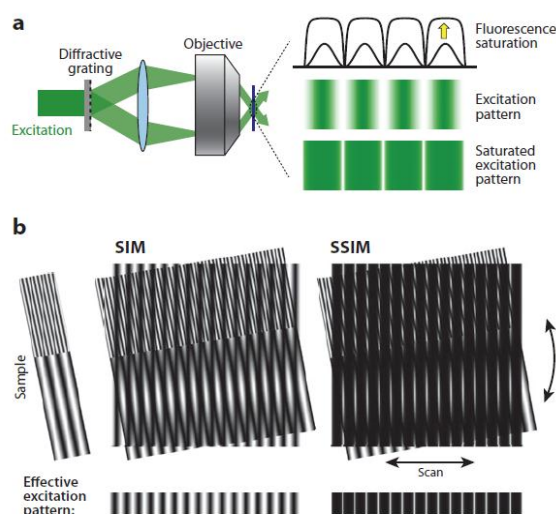 a
Diffractive
grating
Excitation
Objective
Fluorescence
saturation
Excitation
pattern
Saturated
excitation
pattern
b
SIM
SSIM
Sample
Scan
Effective
excitation
pattern: